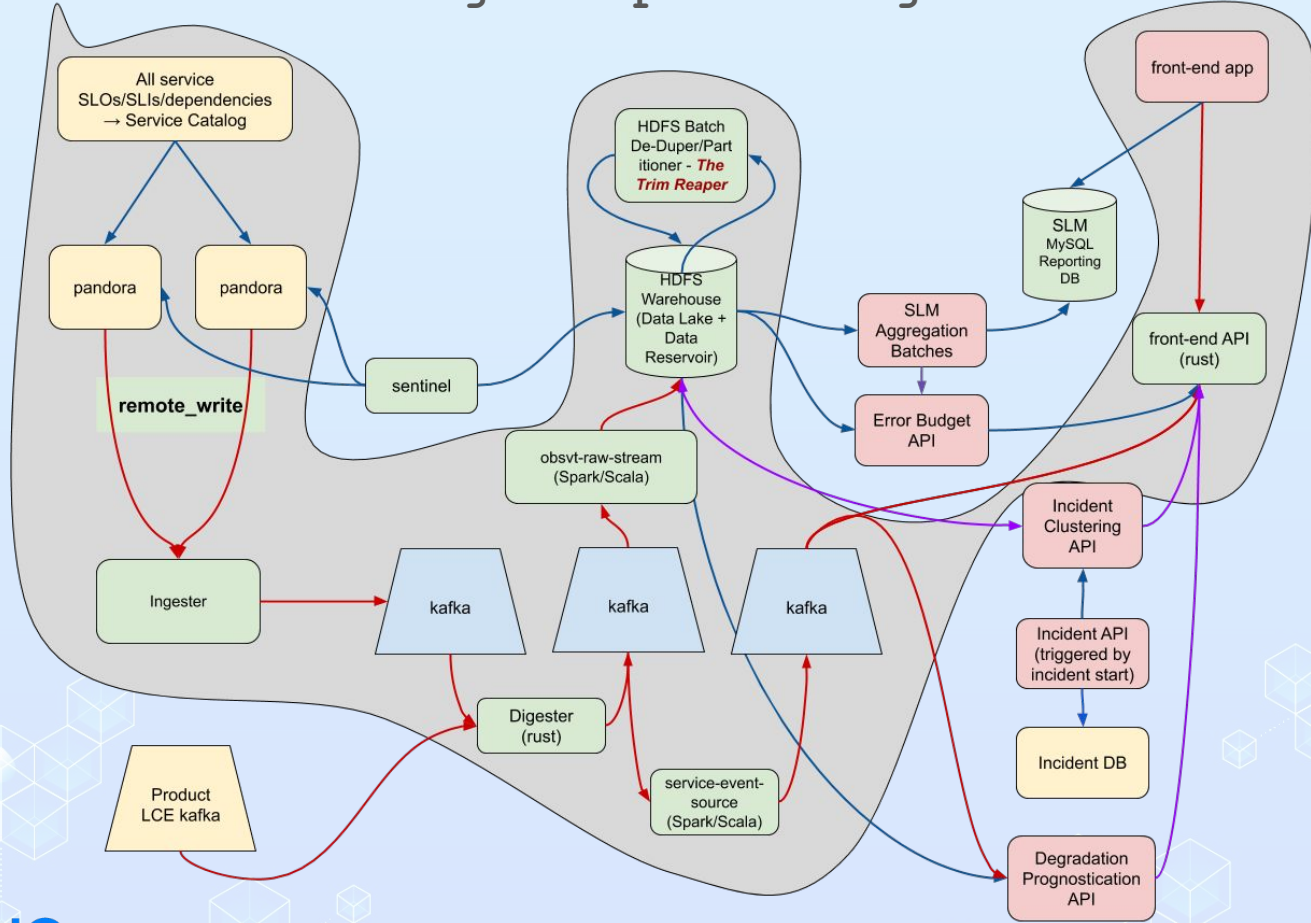 All service
SLOs/SLIs/dependencies
→ Service Catalog
front-end app
HDFS Batch
De-Duper/Part
itioner - The
Trim Reaper
pandora
pandora
SLM
MySQL
Reporting
DB
HDFS
Warehouse
(Data Lake +
Data
Reservoir)
SLM
Aggregation
Batches
front-end API
(rust)
sentinel
remote_write
Error Budget
API
obsvt-raw-stream
(Spark/Scala)
Incident
Clustering
API
Ingester
kafka
kafka
kafka
Incident API
(triggered by
incident start)
Digester
(rust)
Incident DB
Product
LCE kafka
service-event-
source
(Spark/Scala)
Degradation
Prognostication
API